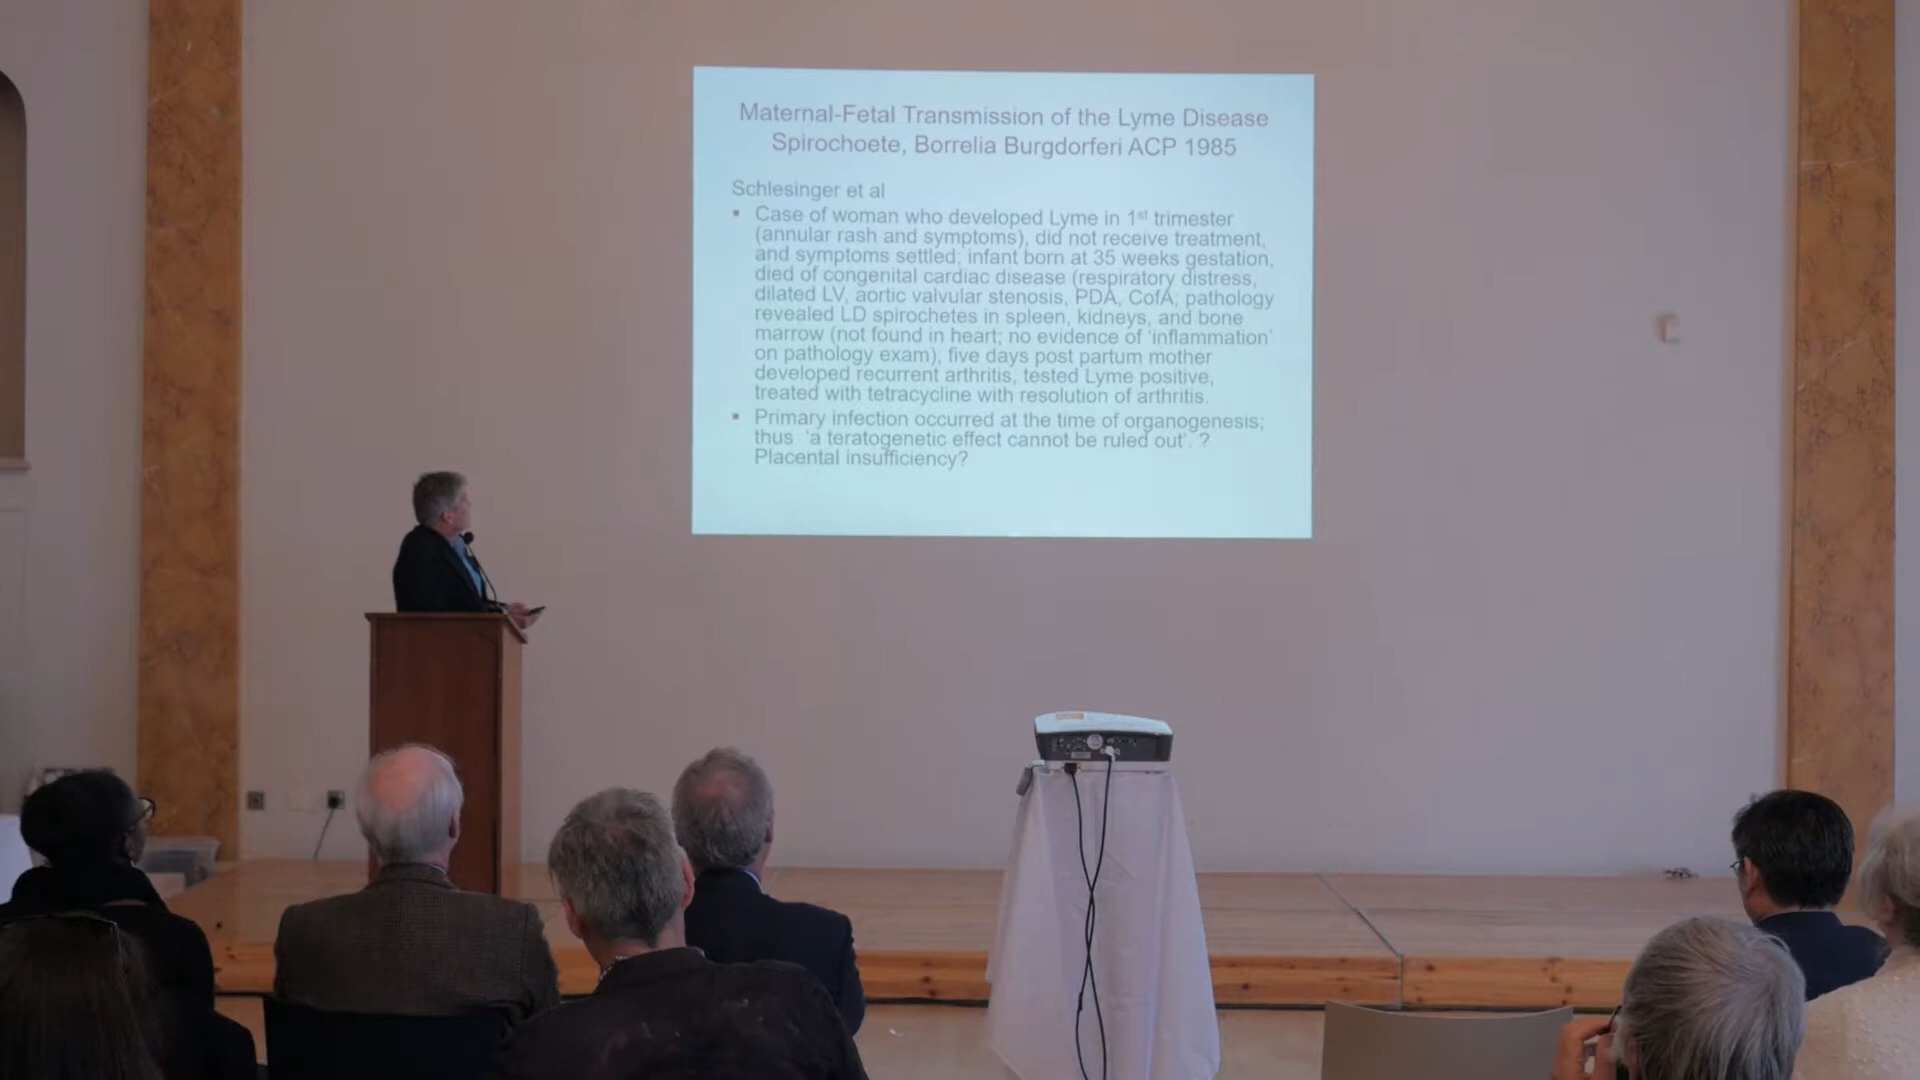 Maternal-Fetal Transmission of the Lyme Disease
Spirochoete, Borrelia Burgdorferi ACP 1985
Schlesinger et al
▪ Case of woman who developed Lyme in 1st trimester
(annular rash and symptoms), did not receive treatment,
and symptoms settled; infant born at 35 weeks gestation,
died of congenital cardiac disease (respiratory distress,
dilated LV, aortic valvular stenosis, PDA, CofA; pathology
revealed LD spirochetes in spleen, kidneys, and bone
marrow (not found in heart; no evidence of 'inflammation'
on pathology exam); five days post partum mother
developed recurrent arthritis, tested Lyme positive,
treated with tetracycline with resolution of arthritis.
▪ Primary infection occurred at the time of organogenesis;
thus 'a teratogenetic effect cannot be ruled out'. ?
Placental insufficiency?